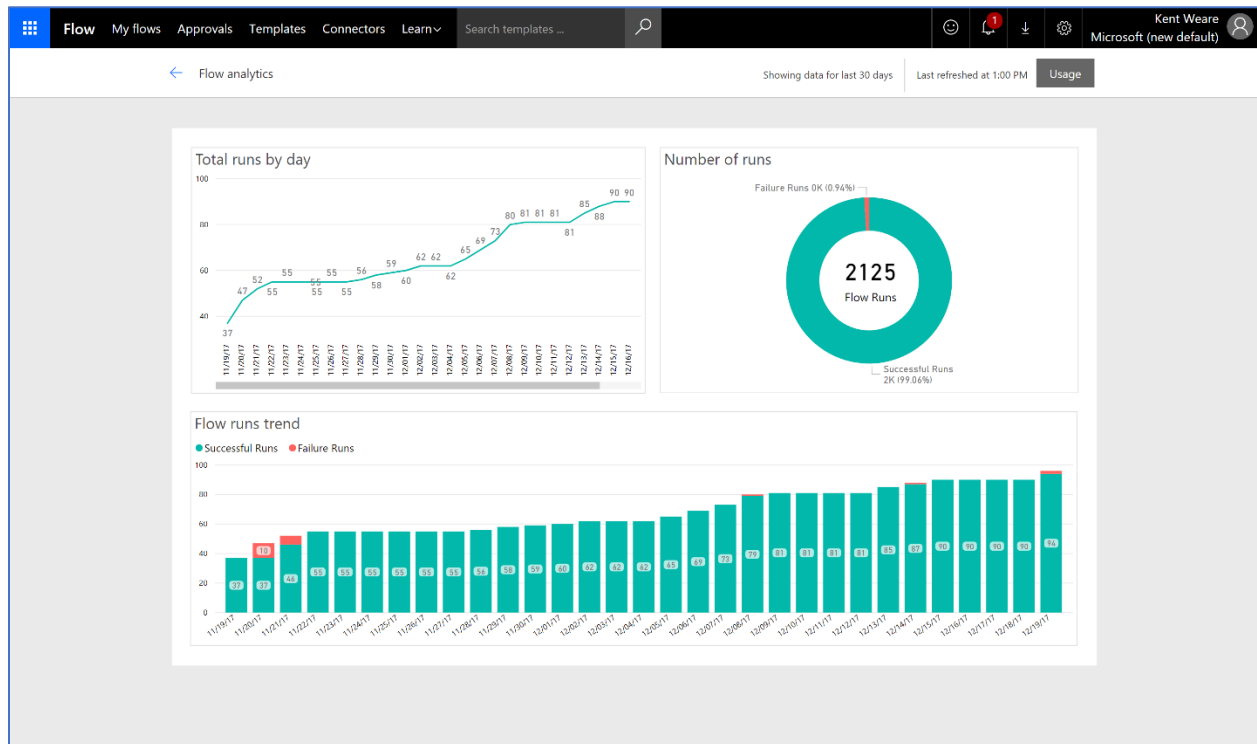 Flow My flows Approvals Templates Connectors Learn Search templates ... 1 Kent Weare
Microsoft (new default)
Flow analytics Showing data for last 30 days Last refreshed at 1:00 PM Usage
Total runs by day
100
80
60
40
37 47 52 55 55 55 55 55 55 56 58 59 60 62 62 62 65 69 73 80 81 81 81 81 85 88 90 90
11/19/17 11/20/17 11/21/17 11/22/17 11/23/17 11/24/17 11/25/17 11/26/17 11/27/17 11/28/17 11/29/17 11/30/17 12/01/17 12/02/17 12/03/17 12/04/17 12/05/17 12/06/17 12/07/17 12/08/17 12/09/17 12/10/17 12/11/17 12/12/17 12/13/17 12/14/17 12/15/17 12/16/17
Number of runs
Failure Runs 0K (0.94%)
2125
Flow Runs
Successful Runs
2K (99.06%)
Flow runs trend
Successful Runs Failure Runs
100
80
60
40
20
0
10
37 37 46 55 55 55 55 55 55 56 58 59 60 62 62 62 65 69 73 79 81 81 81 81 85 87 90 90 90 90 94
11/19/17 11/20/17 11/21/17 11/22/17 11/23/17 11/24/17 11/25/17 11/26/17 11/27/17 11/28/17 11/29/17 11/30/17 12/01/17 12/02/17 12/03/17 12/04/17 12/05/17 12/06/17 12/07/17 12/08/17 12/09/17 12/10/17 12/11/17 12/12/17 12/13/17 12/14/17 12/15/17 12/16/17 12/17/17 12/18/17 12/19/17